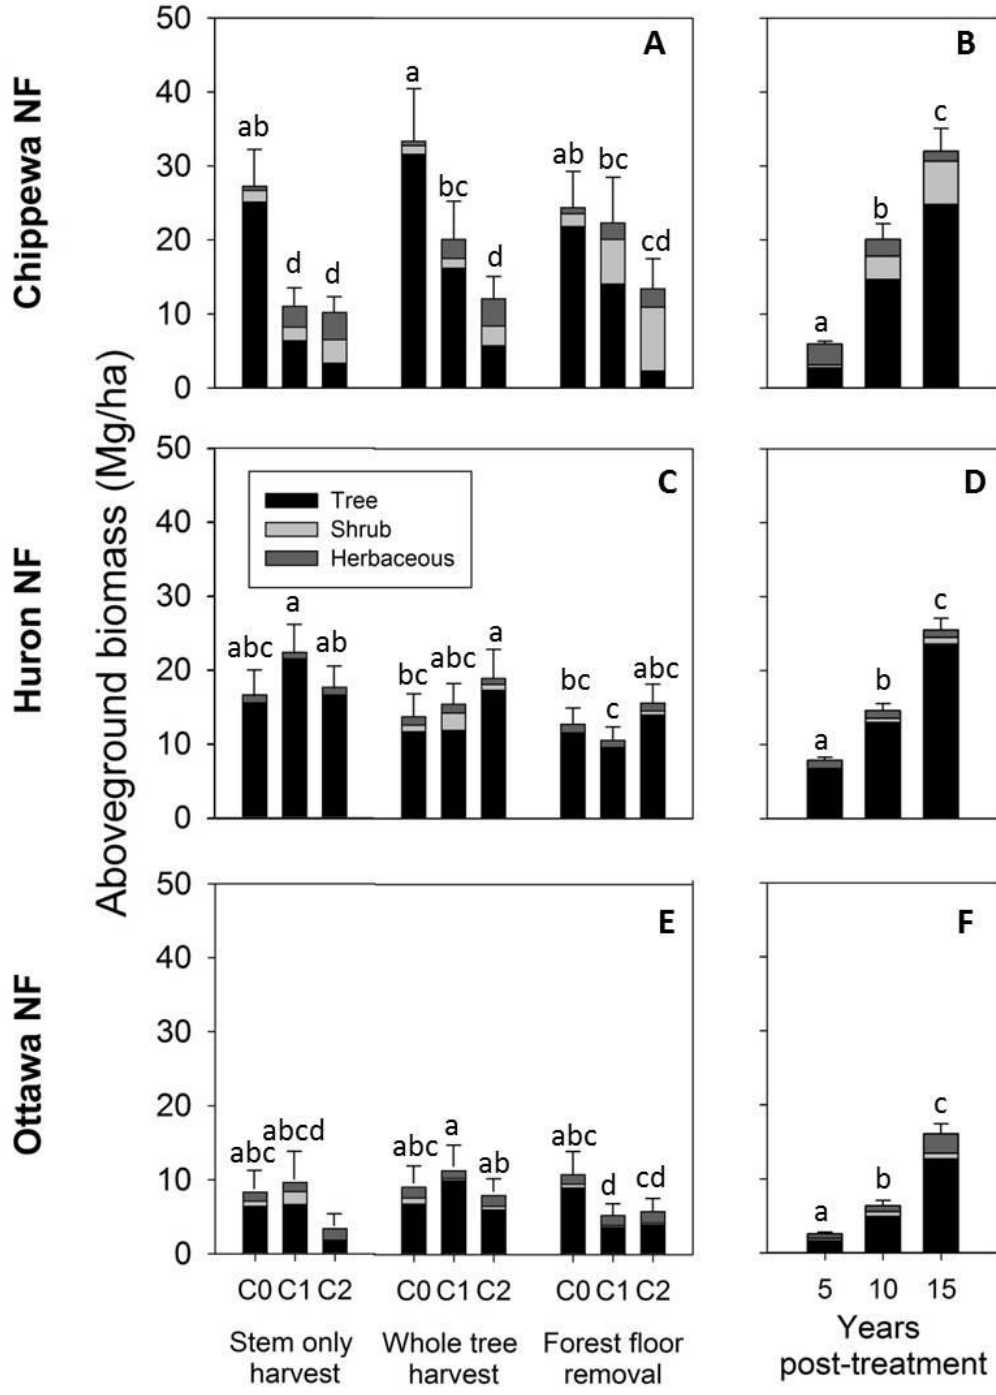 Chippewa NF
Huron NF
Ottawa NF
Aboveground biomass (Mg/ha)
50
40
30
20
10
0
A
ab
d
d
a
bc
d
ab
bc
cd
B
a
b
c
50
40
30
20
10
0
C
Tree
Shrub
Herbaceous
abc
a
ab
bc
abc
a
bc
c
abc
D
a
b
c
50
40
30
20
10
0
E
abc
abcd
abc
a
ab
abc
d
cd
F
a
b
c
C0 C1 C2
C0 C1 C2
C0 C1 C2
Stem only
harvest
Whole tree
harvest
Forest floor
removal
5 10 15
Years
post-treatment